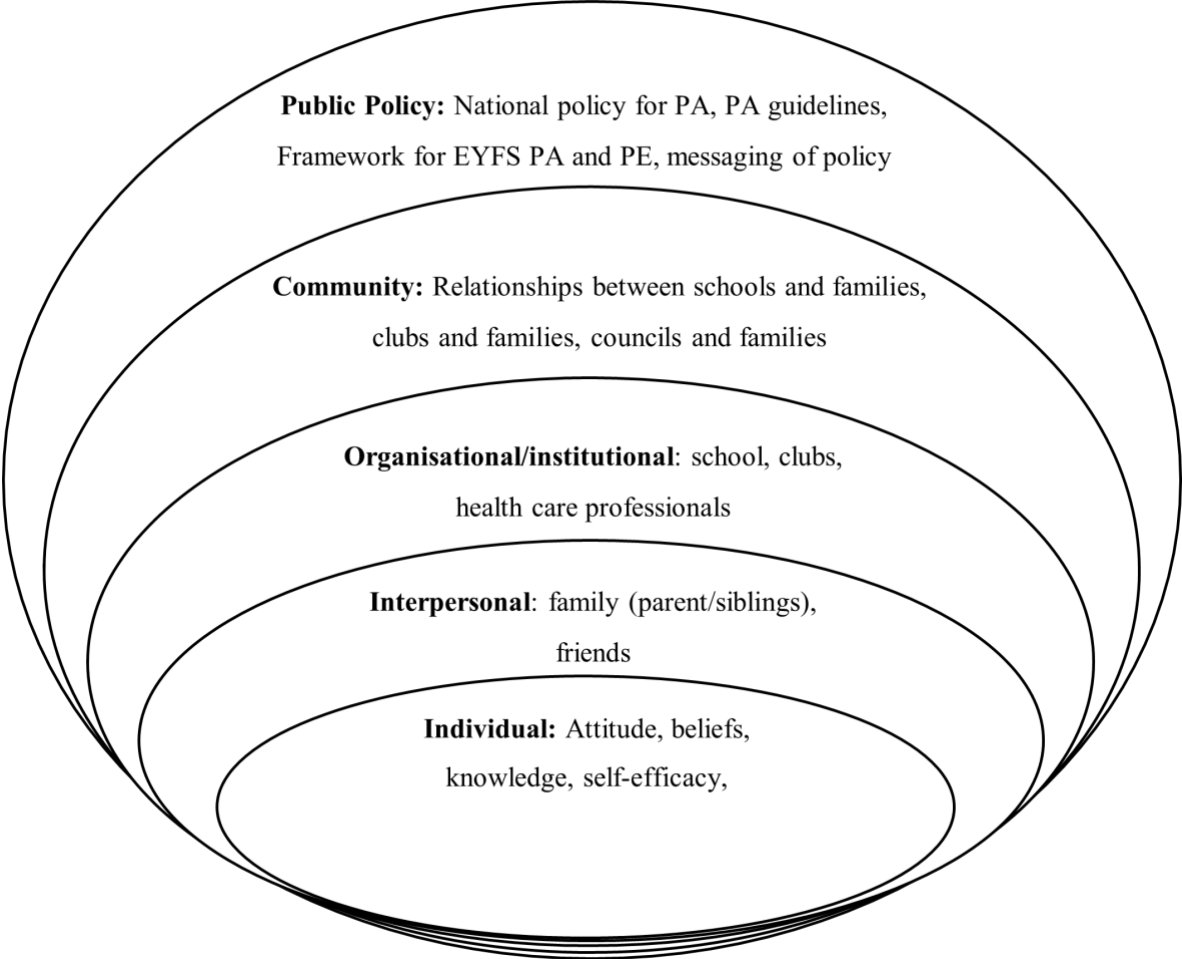 Public Policy: National policy for PA, PA guidelines,
Framework for EYFS PA and PE, messaging of policy
Community: Relationships between schools and families,
clubs and families, councils and families
Organisational/institutional: school, clubs,
health care professionals
Interpersonal: family (parent/siblings),
friends
Individual: Attitude, beliefs,
knowledge, self-efficacy,